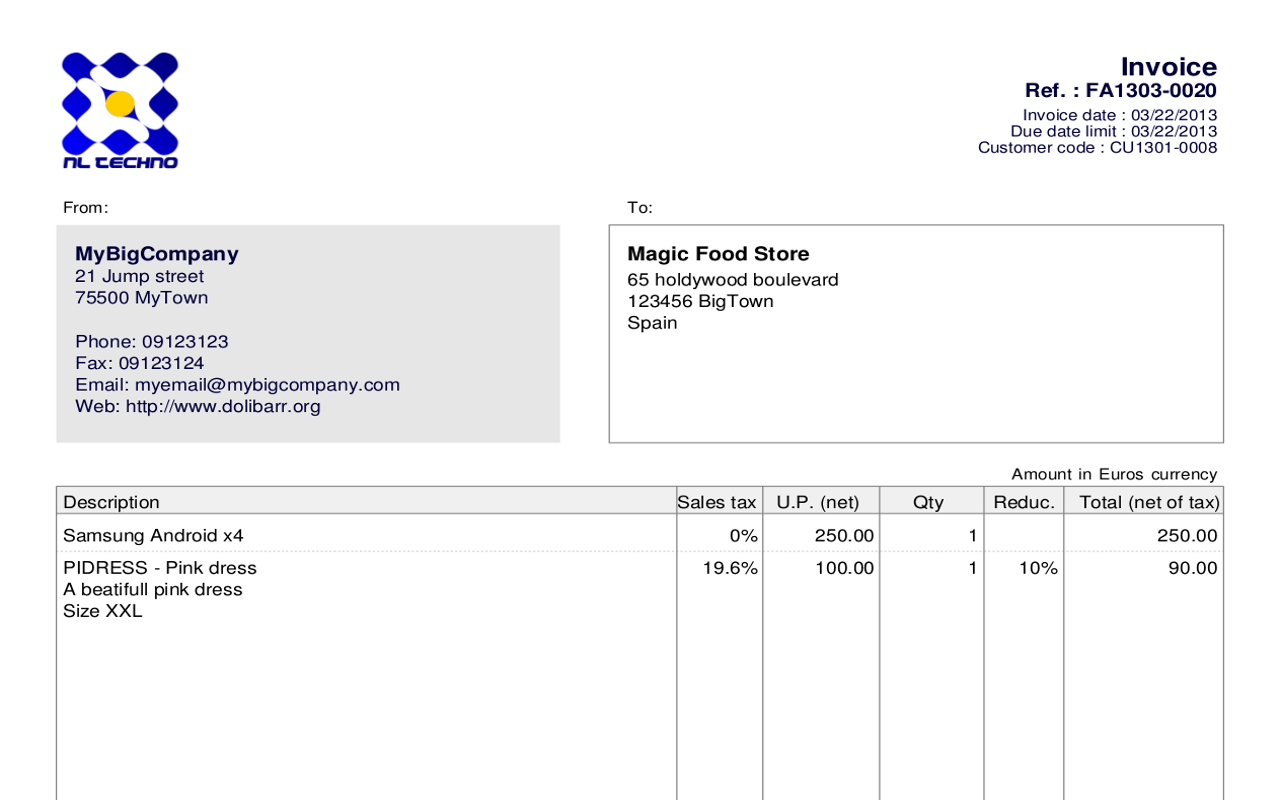 NL TECHNO
Invoice
Ref. : FA1303-0020
Invoice date : 03/22/2013
Due date limit : 03/22/2013
Customer code : CU1301-0008
From:
MyBigCompany
21 Jump street
75500 MyTown
Phone: 09123123
Fax: 09123124
Email: myemail@mybigcompany.com
Web: http://www.dolibarr.org
To:
Magic Food Store
65 holdywood boulevard
123456 BigTown
Spain
Amount in Euros currency
Description Sales tax U.P. (net) Qty Reduc. Total (net of tax)
Samsung Android x4 0% 250.00 1 250.00
PIDRESS - Pink dress 19.6% 100.00 1 10% 90.00
A beatifull pink dress
Size XXL